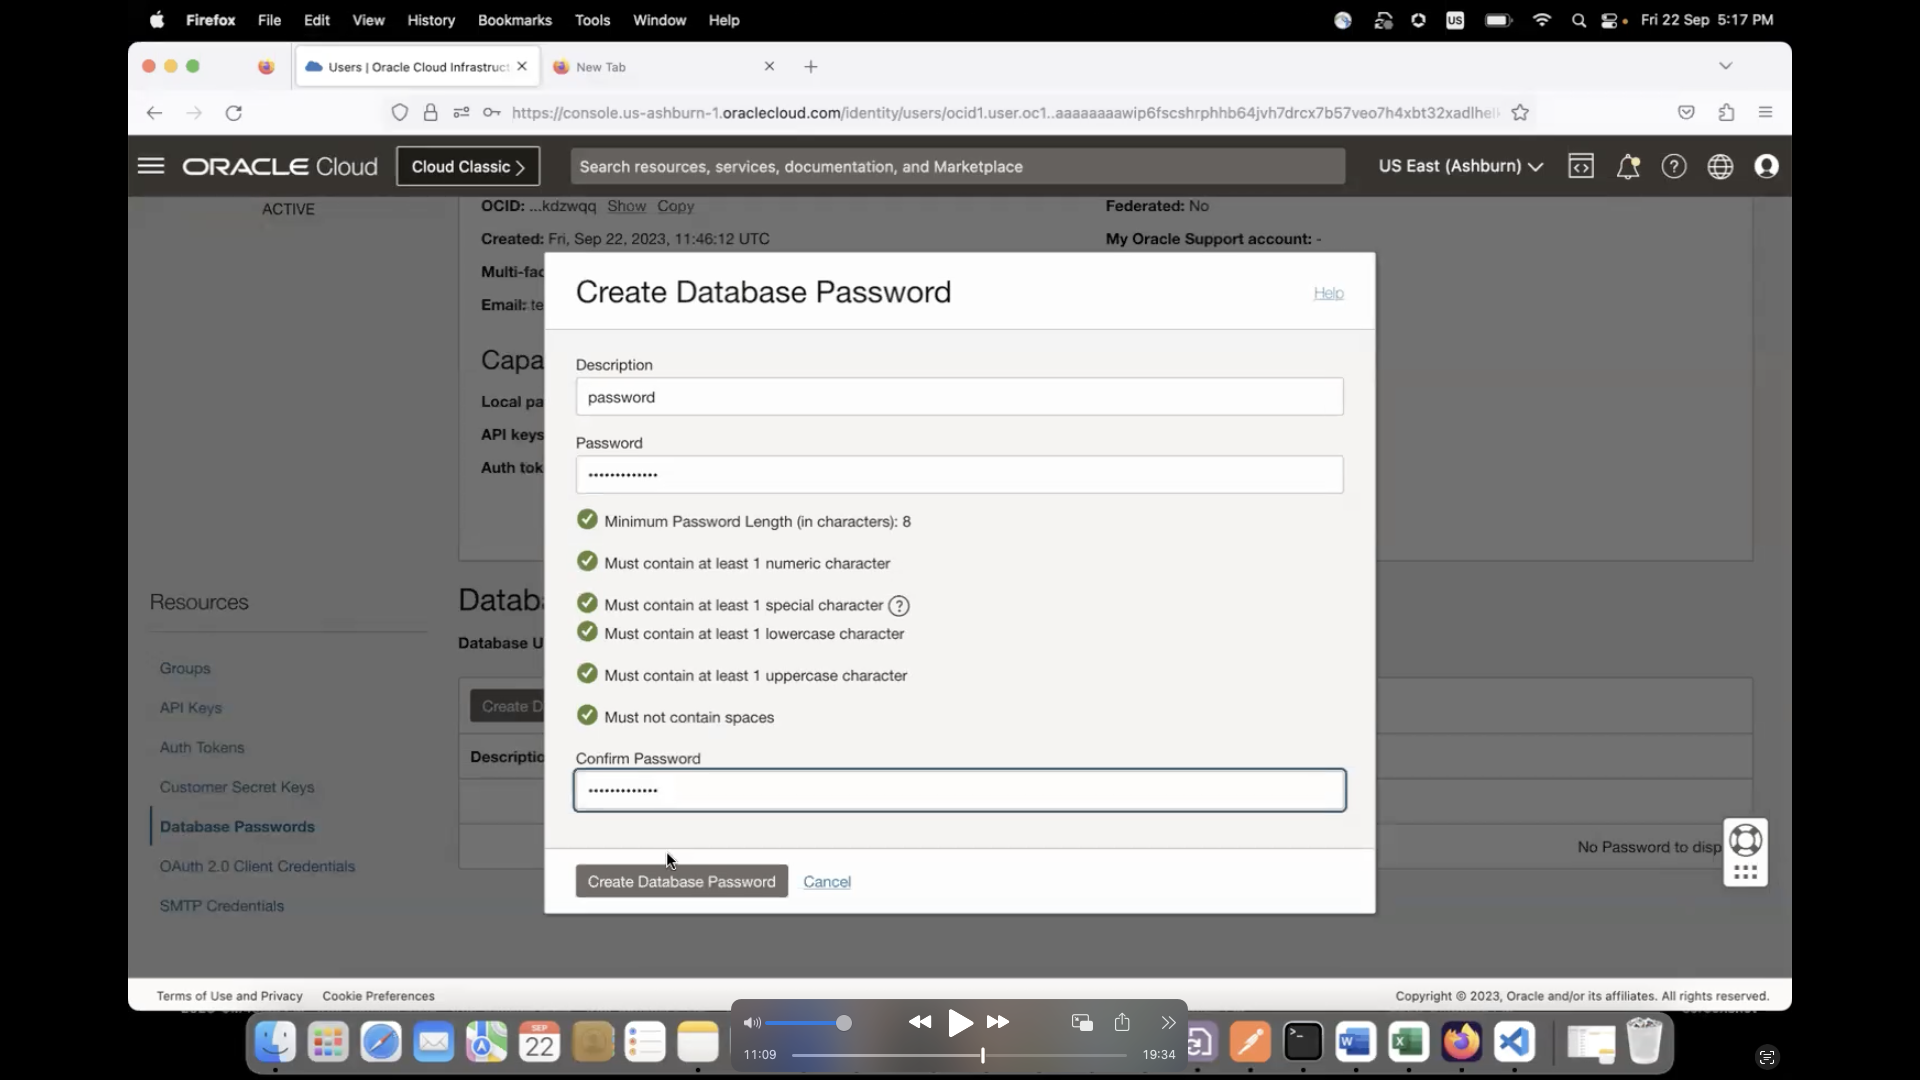 Firefox File Edit View History Bookmarks Tools Window Help US Fri 22 Sep 5:17 PM
Users | Oracle Cloud Infrastruct New Tab
https://console.us-ashburn-1.oraclecloud.com/identity/users/ocid1.user.oc1..aaaaaaaawip6fscshrphhb64jvh7drcx7b57veo7h4xbt32xadlhel
ORACLE Cloud Cloud Classic Search resources, services, documentation, and Marketplace US East (Ashburn)
ACTIVE
OCID: ...kdzwqq Show Copy
Federated: No
Created: Fri, Sep 22, 2023, 11:46:12 UTC
My Oracle Support account: -
Multi-fac
Email: te
Capa
Local pa
API keys
Auth tok
Create Database Password
Help
Description
password
Password
•••••••••••••
Minimum Password Length (in characters): 8
Must contain at least 1 numeric character
Must contain at least 1 special character ?
Must contain at least 1 lowercase character
Must contain at least 1 uppercase character
Must not contain spaces
Confirm Password
•••••••••••••
Create Database Password Cancel
Resources
Groups
API Keys
Auth Tokens
Customer Secret Keys
Database Passwords
OAuth 2.0 Client Credentials
SMTP Credentials
Datab
Database U
Create D
Descriptio
No Password to disp
Terms of Use and Privacy Cookie Preferences
Copyright © 2023, Oracle and/or its affiliates. All rights reserved.
SEP
22
11:09 19:34